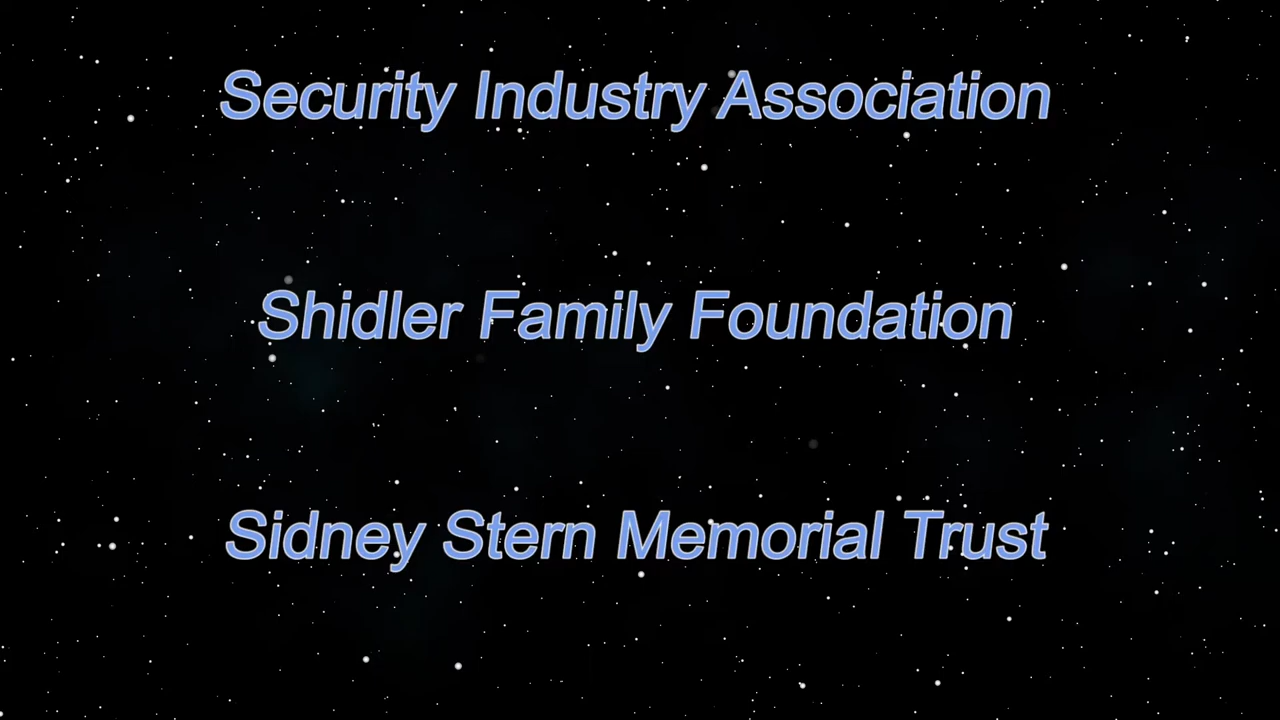 Security Industry Association
Shidler Family Foundation
Sidney Stern Memorial Trust